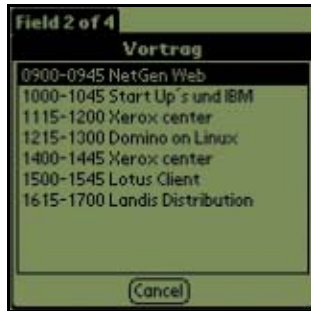 Field 2 of 4
Vortrag
0900-0945 NetGen Web
1000-1045 Start Up´s und IBM
1115-1200 Xerox center
1215-1300 Domino on Linux
1400-1445 Xerox center
1500-1545 Lotus Client
1615-1700 Landis Distribution
Cancel